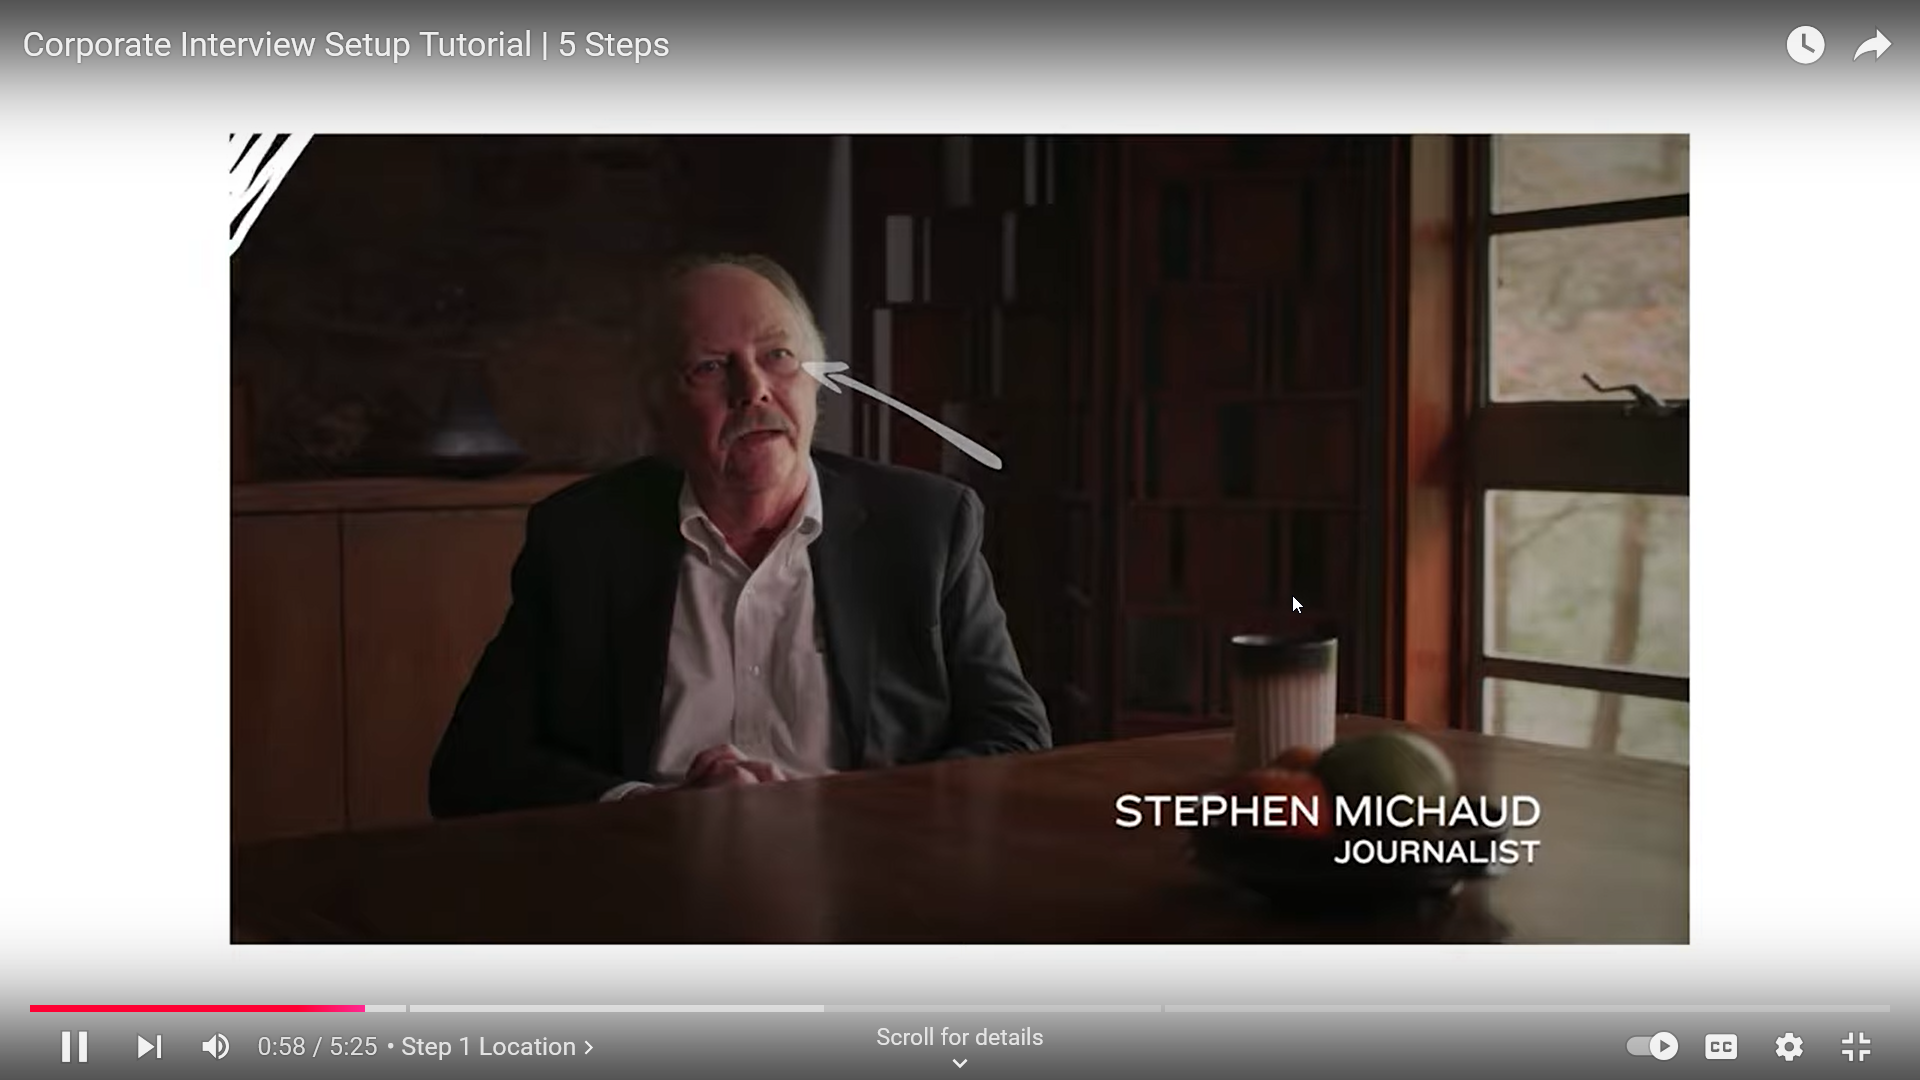 Corporate Interview Setup Tutorial | 5 Steps
STEPHEN MICHAUD
JOURNALIST
0:58 / 5:25 • Step 1 Location >
Scroll for details
CC